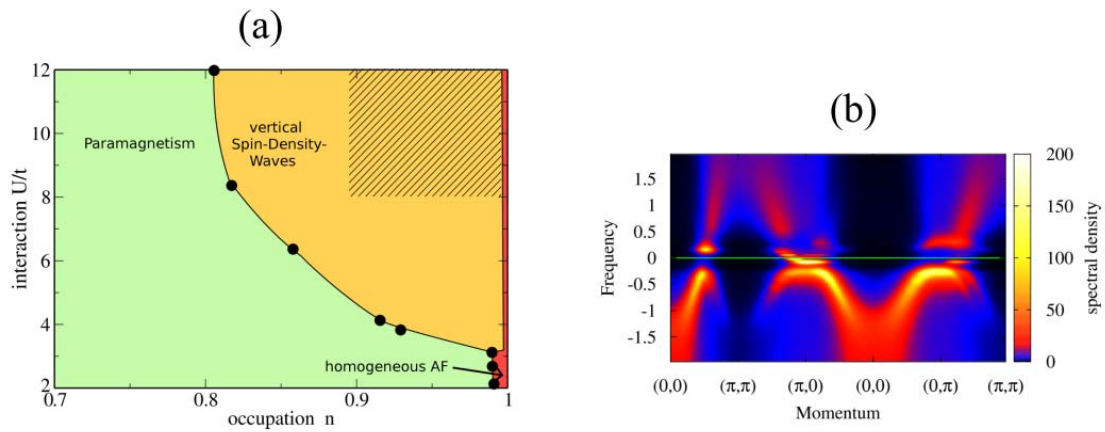 (a)
12
10
8
6
4
2
interaction U/t
Paramagnetism
vertical
Spin-Density-
Waves
homogeneous AF
0.7
0.8
0.9
1
occupation n
(b)
1.5
1
0.5
0
-0.5
-1
-1.5
Frequency
(0,0)
(π,π)
(π,0)
(0,0)
(0,π)
(π,π)
Momentum
200
150
100
50
0
spectral density